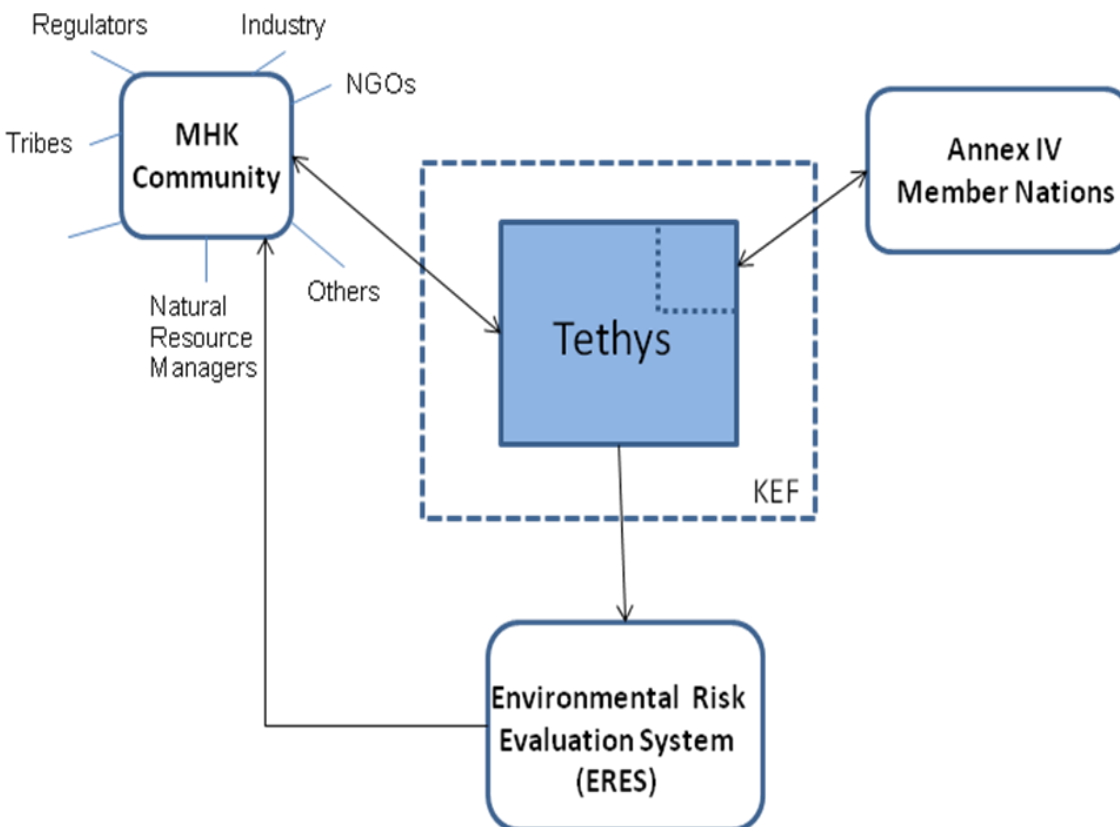 Regulators
Industry
NGOs
Tribes
MHK
Community
Others
Natural
Resource
Managers
Annex IV
Member Nations
Tethys
KEF
Environmental Risk
Evaluation System
(ERES)